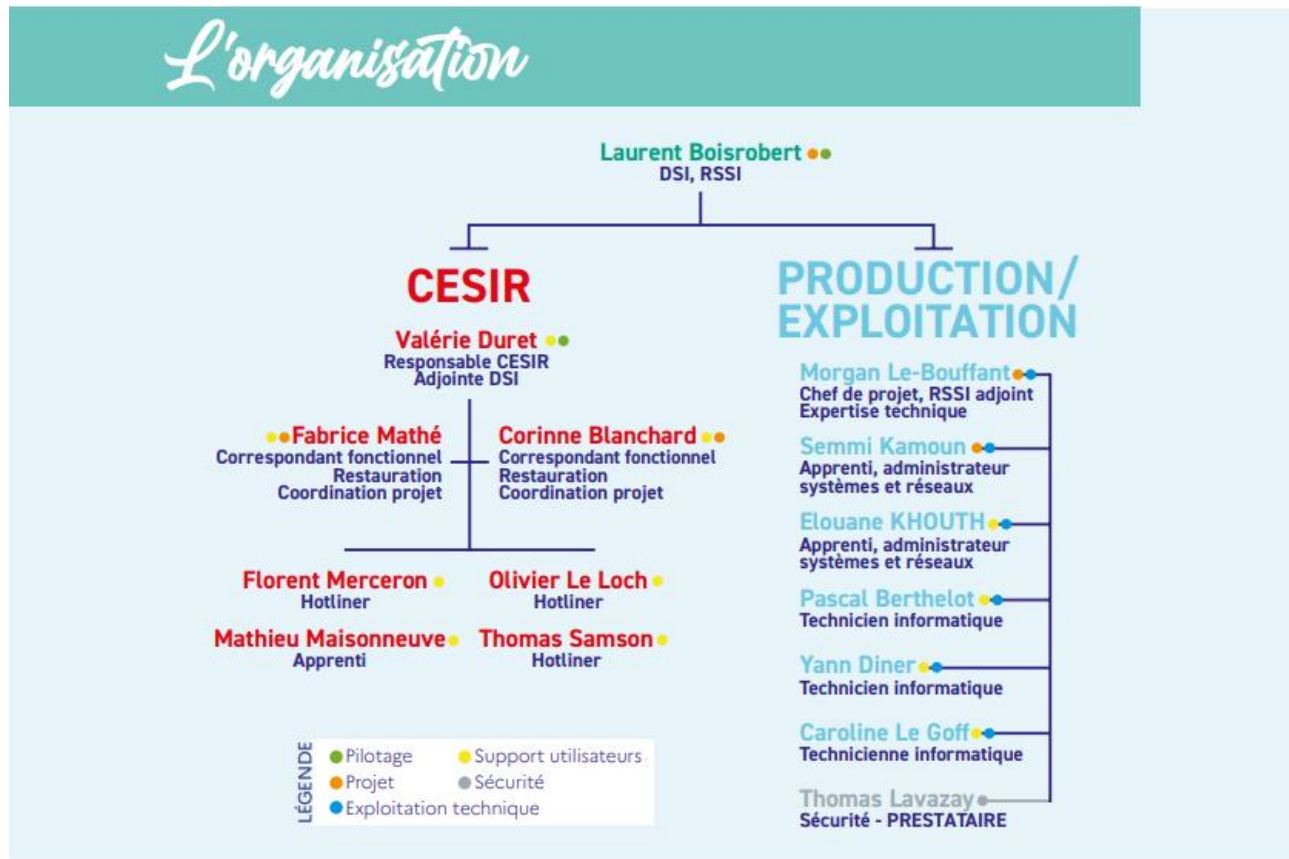 L'organisation
Laurent Boisrobert
DSI, RSSI
CESIR
Valérie Duret
Responsable CESIR
Adjointe DSI
Fabrice Mathé
Correspondant fonctionnel
Restauration
Coordination projet
Corinne Blanchard
Correspondant fonctionnel
Restauration
Coordination projet
Florent Merceron
Hotliner
Olivier Le Loch
Hotliner
Mathieu Maisonneuve
Apprenti
Thomas Samson
Hotliner
PRODUCTION/
EXPLOITATION
Morgan Le-Bouffant
Chef de projet, RSSI adjoint
Expertise technique
Semmi Kamoun
Apprenti, administrateur
systèmes et réseaux
Elouane KHOUTH
Apprenti, administrateur
systèmes et réseaux
Pascal Berthelot
Technicien informatique
Yann Diner
Technicien informatique
Caroline Le Goff
Technicienne informatique
Thomas Lavazay
Sécurité - PRESTATAIRE
LÉGENDE
Pilotage
Support utilisateurs
Projet
Sécurité
Exploitation technique